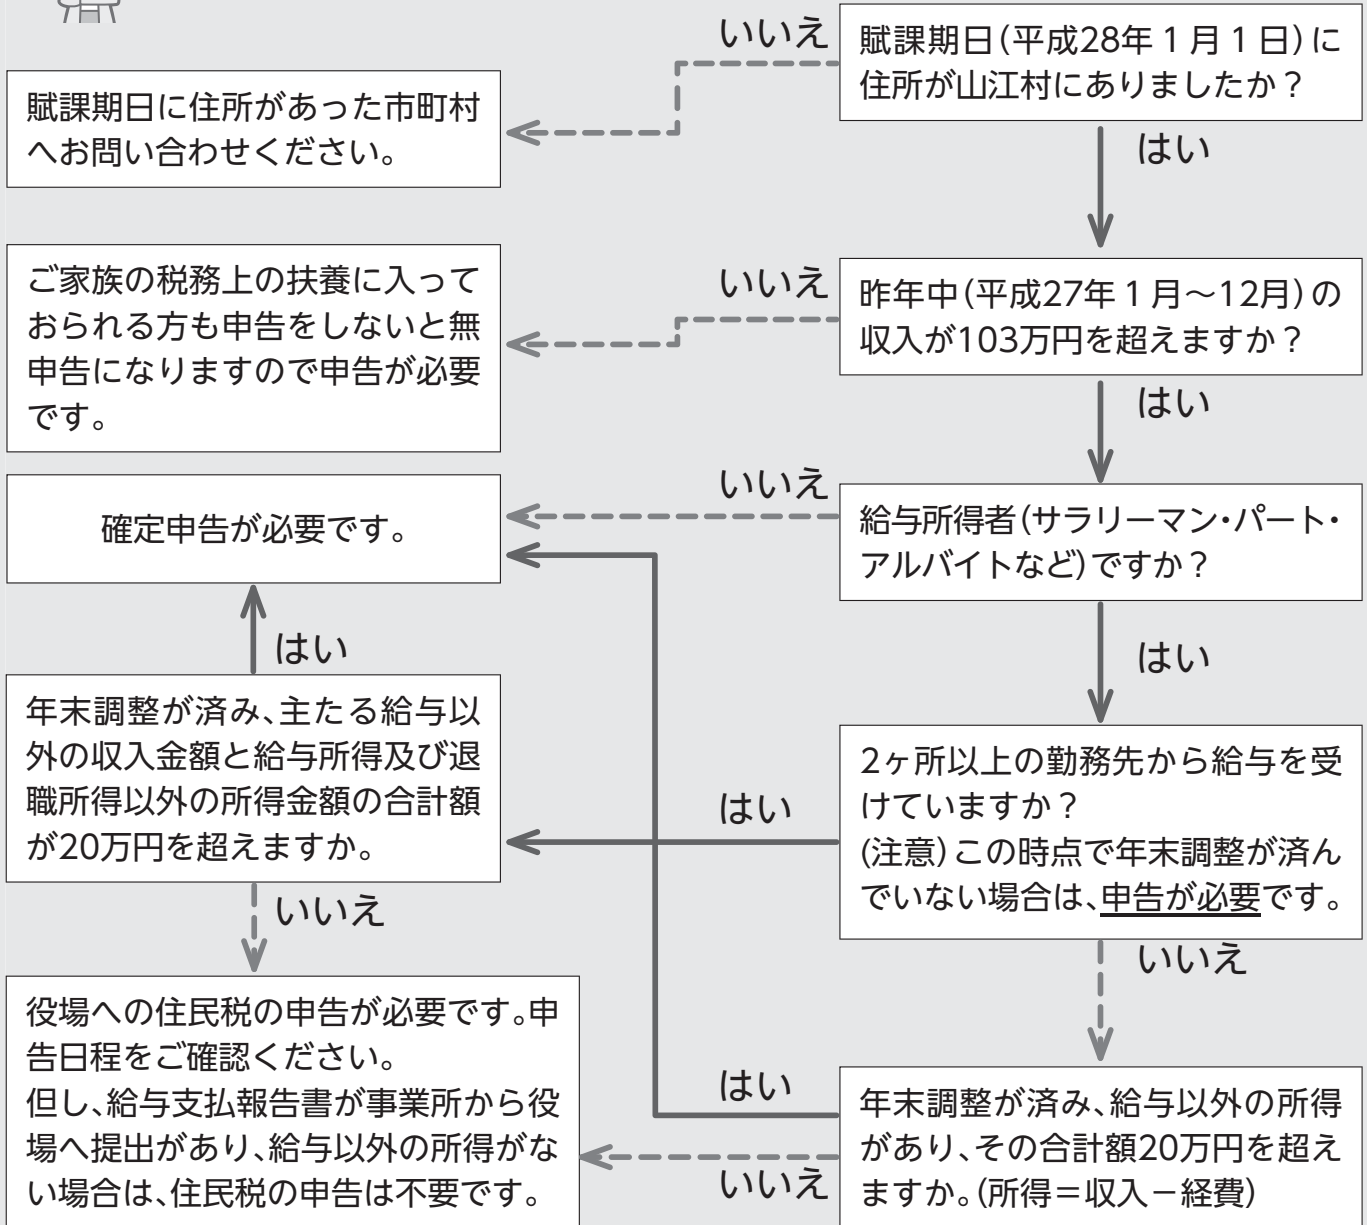 いいえ
賦課期日(平成28年1月1日)に
住所が山江村にありましたか？
はい
賦課期日に住所があった市町村
へお問い合わせください。
いいえ
昨年中(平成27年1月〜12月)の
収入が103万円を超えますか？
はい
ご家族の税務上の扶養に入って
おられる方も申告をしないと無
申告になりますので申告が必要
です。
いいえ
給与所得者(サラリーマン・パート・
アルバイトなど)ですか？
はい
確定申告が必要です。
はい
年末調整が済み、主たる給与以
外の収入金額と給与所得及び退
職所得以外の所得金額の合計額
が20万円を超えますか。
いいえ
はい
2ヶ所以上の勤務先から給与を受
けていますか？
(注意)この時点で年末調整が済ん
でいない場合は、申告が必要です。
いいえ
役場への住民税の申告が必要です。申
告日程をご確認ください。
但し、給与支払報告書が事業所から役
場へ提出があり、給与以外の所得がな
い場合は、住民税の申告は不要です。
はい
いいえ
年末調整が済み、給与以外の所得
があり、その合計額20万円を超え
ますか。(所得＝収入－経費)